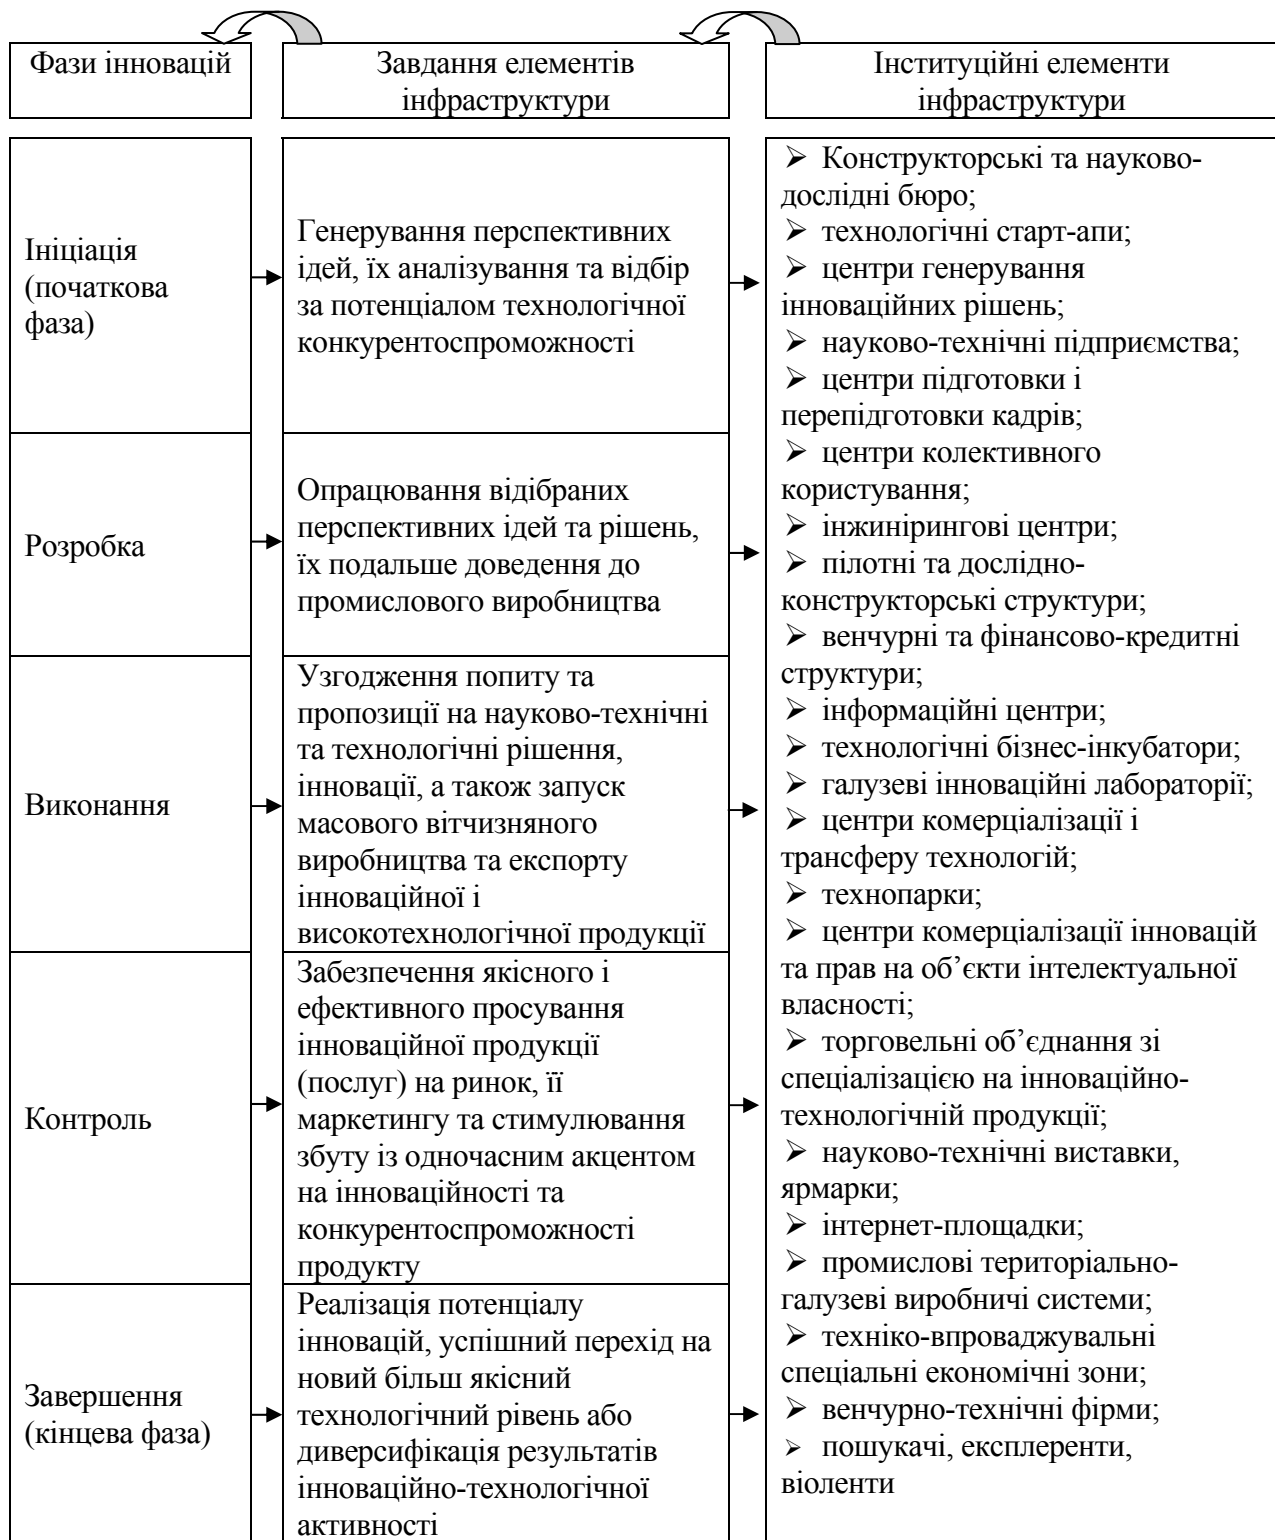 Фази інновацій
Завдання елементів
інфраструктури
Інституційні елементи
інфраструктури
Ініціація
(початкова
фаза)
Генерування перспективних
ідей, їх аналізування та відбір
за потенціалом технологічної
конкурентоспроможності
Розробка
Опрацювання відібраних
перспективних ідей та рішень,
їх подальше доведення до
промислового виробництва
Виконання
Узгодження попиту та
пропозиції на науково-технічні
та технологічні рішення,
інновації, а також запуск
масового вітчизняного
виробництва та експорту
інноваційної і
високотехнологічної продукції
Контроль
Забезпечення якісного і
ефективного просування
інноваційної продукції
(послуг) на ринок, її
маркетингу та стимулювання
збуту із одночасним акцентом
на інноваційності та
конкурентоспроможності
продукту
Завершення
(кінцева фаза)
Реалізація потенціалу
інновацій, успішний перехід на
новий більш якісний
технологічний рівень або
диверсифікація результатів
інноваційно-технологічної
активності
➢ Конструкторські та науково-
дослідні бюро;
➢ технологічні старт-апи;
➢ центри генерування
інноваційних рішень;
➢ науково-технічні підприємства;
➢ центри підготовки і
перепідготовки кадрів;
➢ центри колективного
користування;
➢ інжинірингові центри;
➢ пілотні та дослідно-
конструкторські структури;
➢ венчурні та фінансово-кредитні
структури;
➢ інформаційні центри;
➢ технологічні бізнес-інкубатори;
➢ галузеві інноваційні лабораторії;
➢ центри комерціалізації і
трансферу технологій;
➢ технопарки;
➢ центри комерціалізації інновацій
та прав на об’єкти інтелектуальної
власності;
➢ торговельні об’єднання зі
спеціалізацією на інноваційно-
технологічній продукції;
➢ науково-технічні виставки,
ярмарки;
➢ інтернет-площадки;
➢ промислові територіально-
галузеві виробничі системи;
➢ техніко-впроваджувальні
спеціальні економічні зони;
➢ венчурно-технічні фірми;
➢ пошукачі, експлеренти,
віоленти